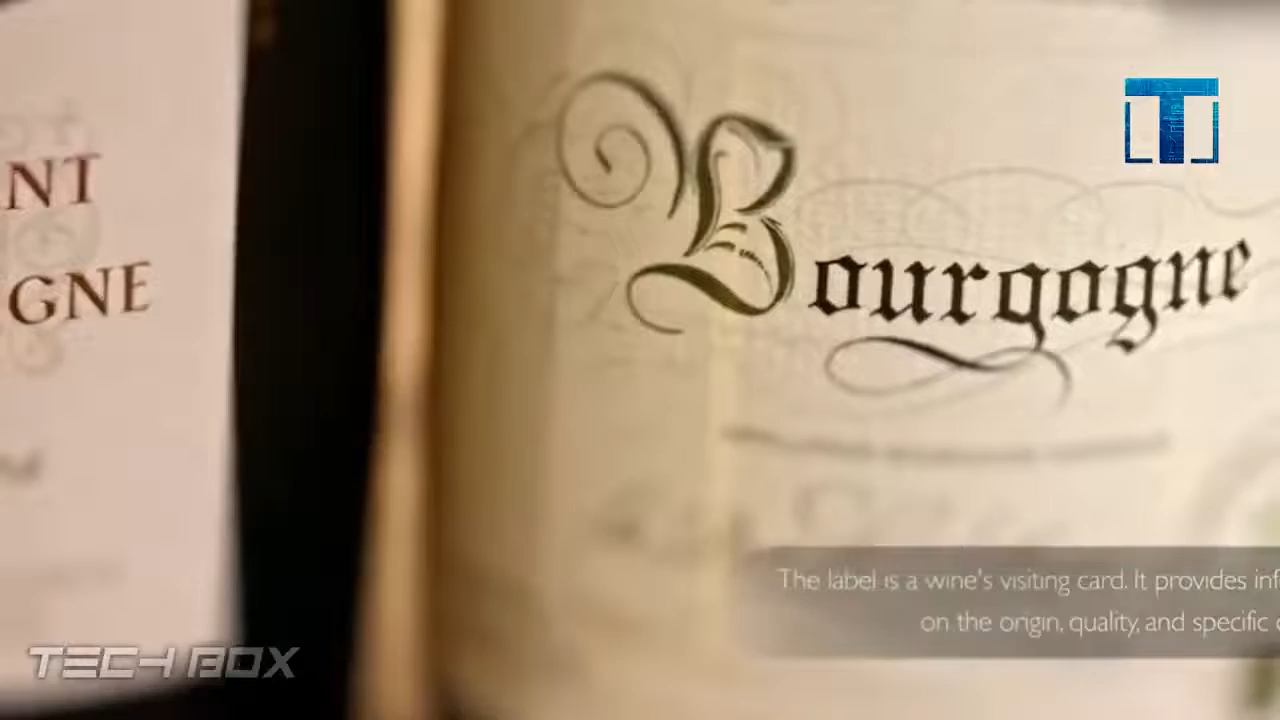 NT
GNE
Bourgogne
The label is a wine's visiting card. It provides inf
on the origin, quality, and specific c
TECH BOX
T